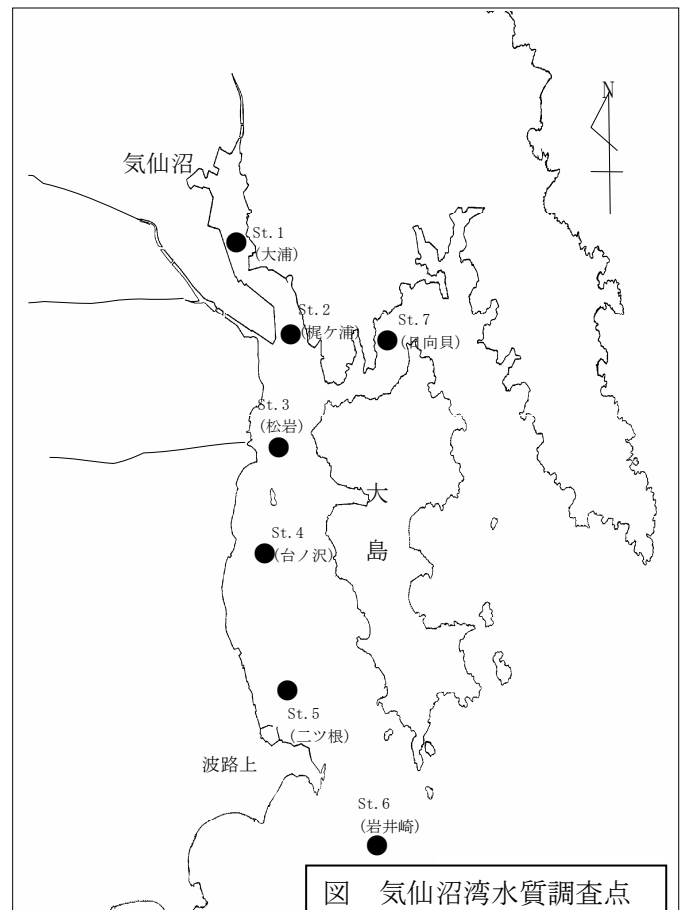 N
気仙沼
St.1
(大浦)
St.2
(梶ケ浦)
St.7
(日向貝)
St.3
(松岩)
大
島
St.4
(台ノ沢)
St.5
(二ツ根)
波路上
St.6
(岩井崎)
図　気仙沼湾水質調査点